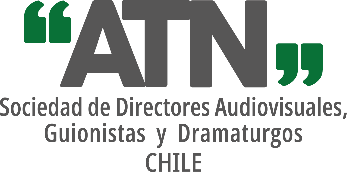 “ATN”
Sociedad de Directores Audiovisuales,
Guionistas y Dramaturgos
CHILE